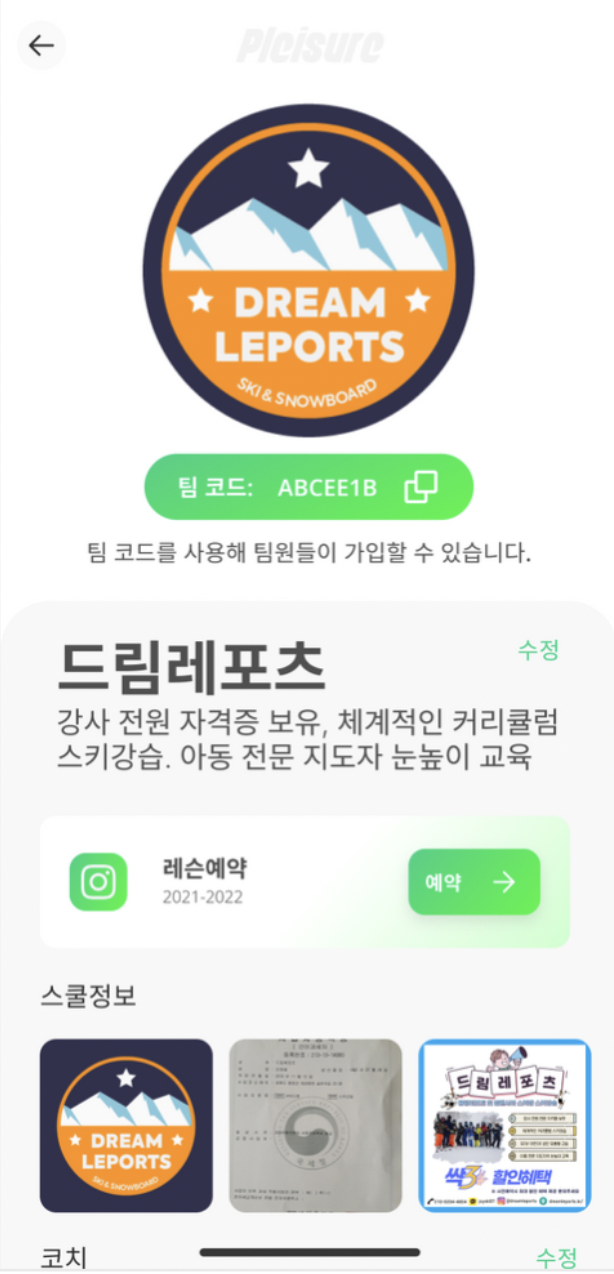 Pleisure
DREAM
LEPORTS
SKI & SNOWBOARD
팀 코드: ABCEE1B
팀 코드를 사용해 팀원들이 가입할 수 있습니다.
드림레포츠
수정
강사 전원 자격증 보유, 체계적인 커리큘럼
스키강습. 아동 전문 지도자 눈높이 교육
레슨예약
2021-2022
예약
스쿨정보
DREAM
LEPORTS
SKI & SNOWBOARD
드림레포츠
싹3 할인혜택
코치
수정